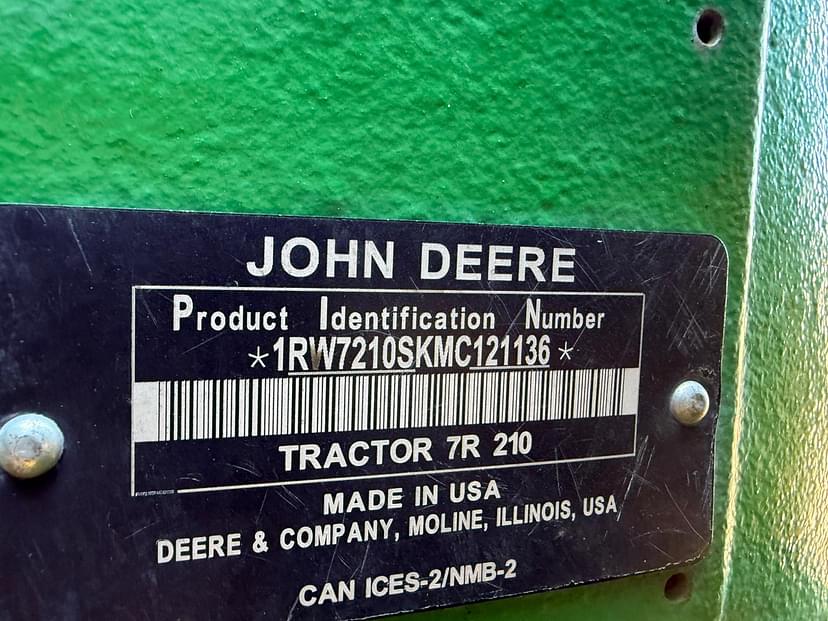 JOHN DEERE
Product Identification Number
*1RW7210SKMC121136*
TRACTOR 7R 210
MADE IN USA
DEERE & COMPANY, MOLINE, ILLINOIS, USA
CAN ICES-2/NMB-2